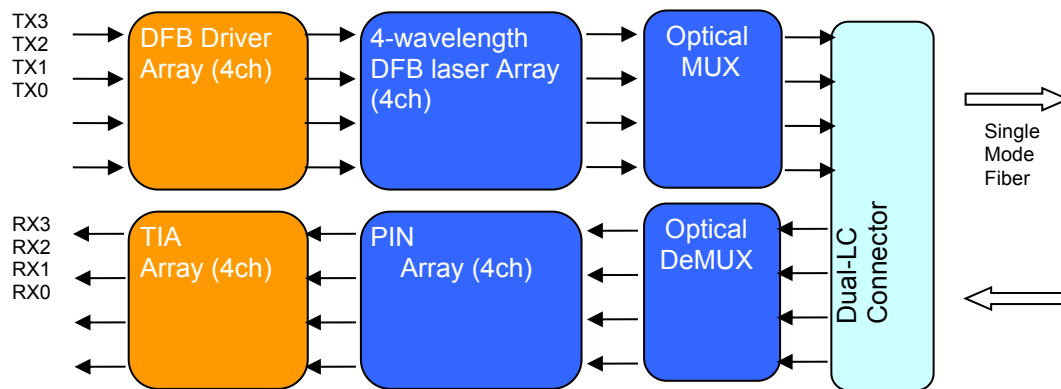 TX3
TX2
TX1
TX0
DFB Driver
Array (4ch)
4-wavelength
DFB laser Array
(4ch)
Optical
MUX
Single
Mode
Fiber
RX3
RX2
RX1
RX0
TIA
Array (4ch)
PIN
Array (4ch)
Optical
DeMUX
Dual-LC
Connector